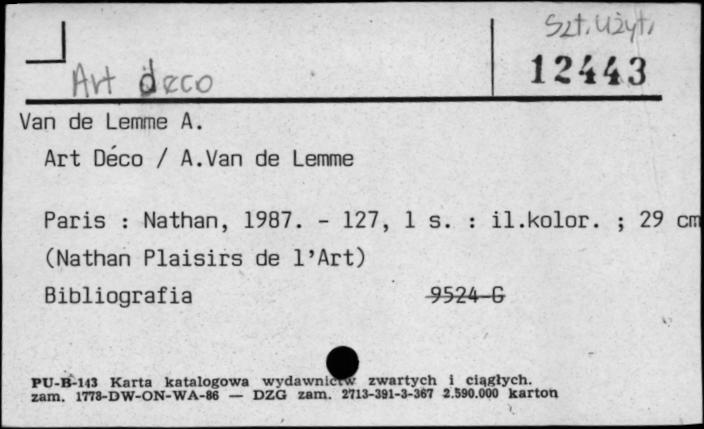 Szt. Użyt.
Art deco
12443
Van de Lemme A.
Art Déco / A.Van de Lemme
Paris : Nathan, 1987. - 127, 1 s. : il.kolor. ; 29 cm
(Nathan Plaisirs de l'Art)
Bibliografia 9524-G
PU-B-143 Karta katalogowa wydawnictw zwartych i ciągłych.
zam. 1778-DW-ON-WA-86 — DZG zam. 2713-391-3-367 2.590.000 karton